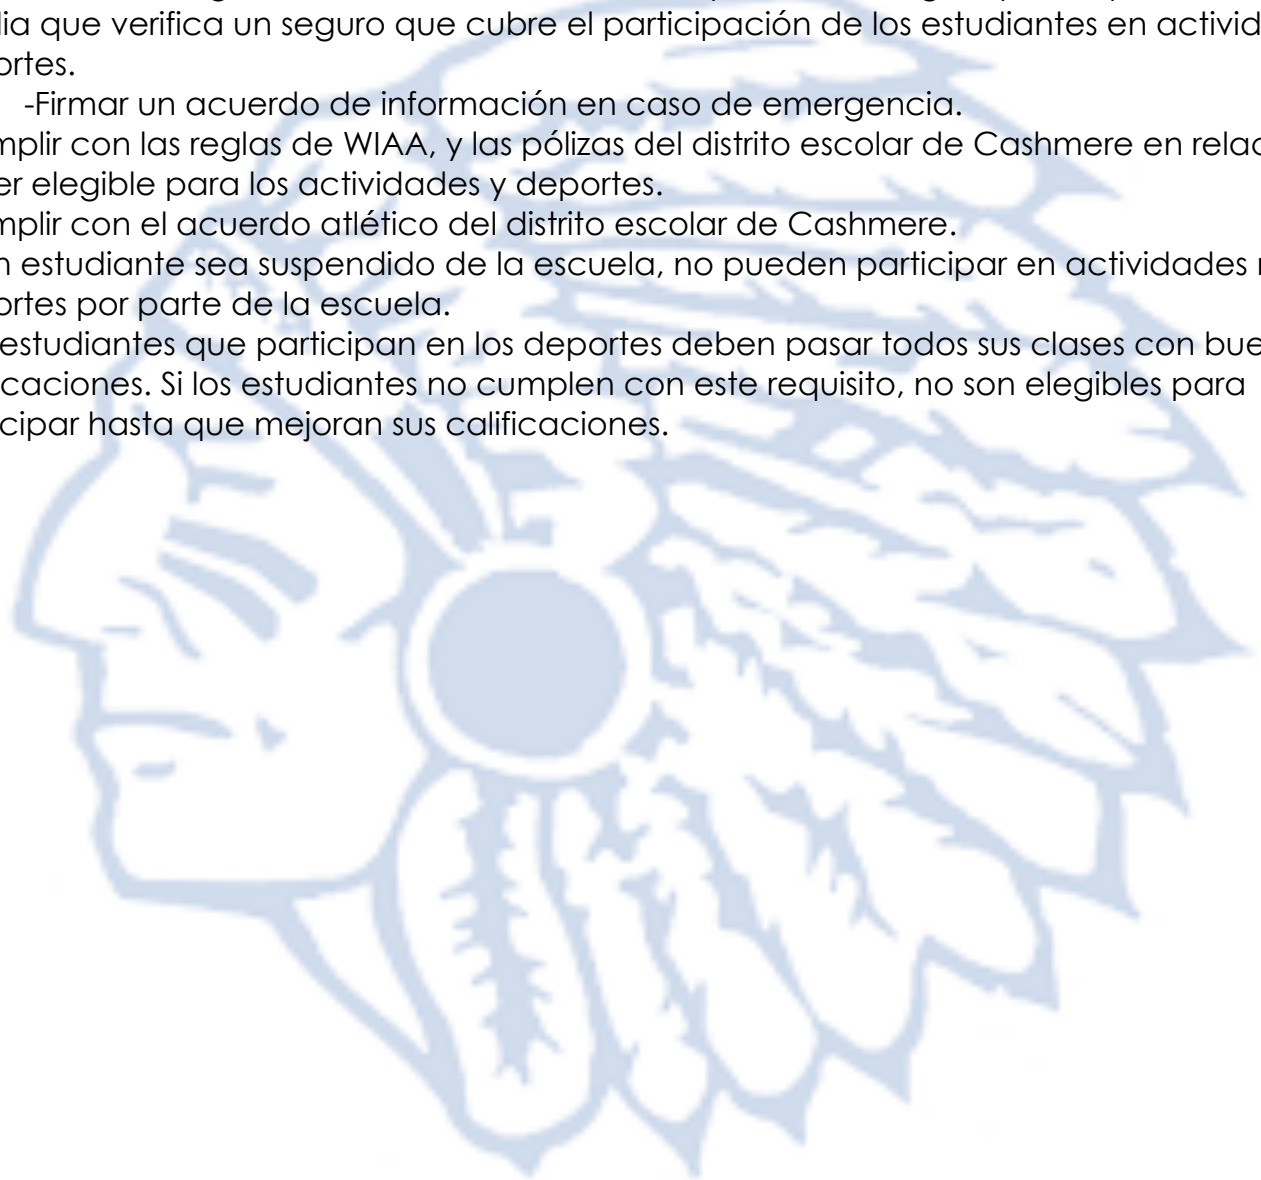 lia que verifica un seguro que cubre el participación de los estudiantes en activid
ortes.
-Firmar un acuerdo de información en caso de emergencia.
mplir con las reglas de WIAA, y las pólizas del distrito escolar de Cashmere en relac
er elegible para los actividades y deportes.
mplir con el acuerdo atlético del distrito escolar de Cashmere.
n estudiante sea suspendido de la escuela, no pueden participar en actividades
ortes por parte de la escuela.
estudiantes que participan en los deportes deben pasar todos sus clases con bue
caciones. Si los estudiantes no cumplen con este requisito, no son elegibles para
cipar hasta que mejoran sus calificaciones.